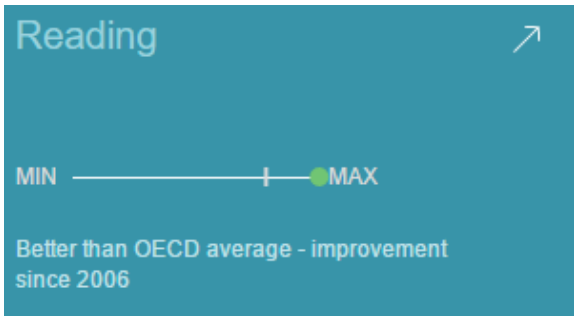 Reading
MIN MAX
Better than OECD average - improvement
since 2006